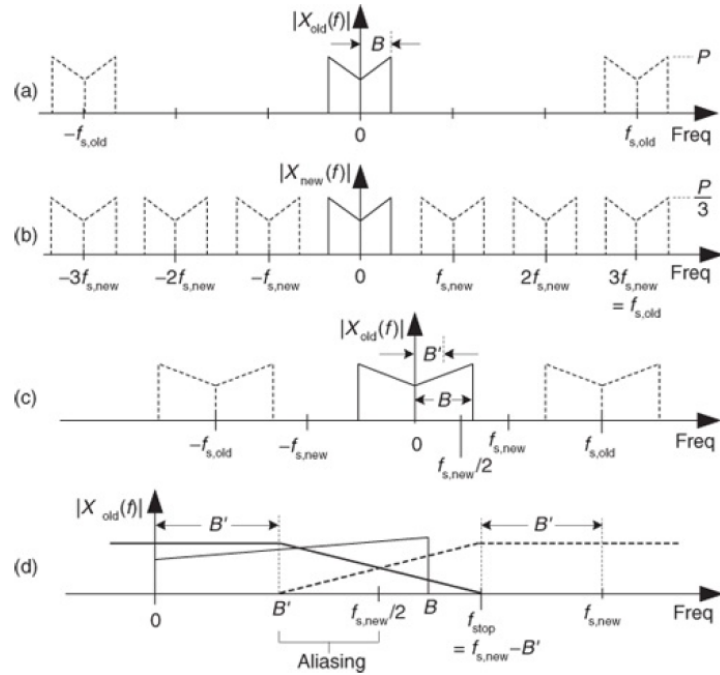 |X_old(f)|
B
P
(a)
−f_s,old
0
f_s,old
Freq
|X_new(f)|
P/3
(b)
−3f_s,new
−2f_s,new
−f_s,new
0
f_s,new
2f_s,new
3f_s,new
= f_s,old
Freq
|X_old(f)|
B'
(c)
B
−f_s,old
−f_s,new
0
f_s,new/2
f_s,new
f_s,old
Freq
|X_old(f)|
B'
B'
(d)
0
B'
f_s,new/2
B
f_stop
= f_s,new−B'
f_s,new
Freq
Aliasing